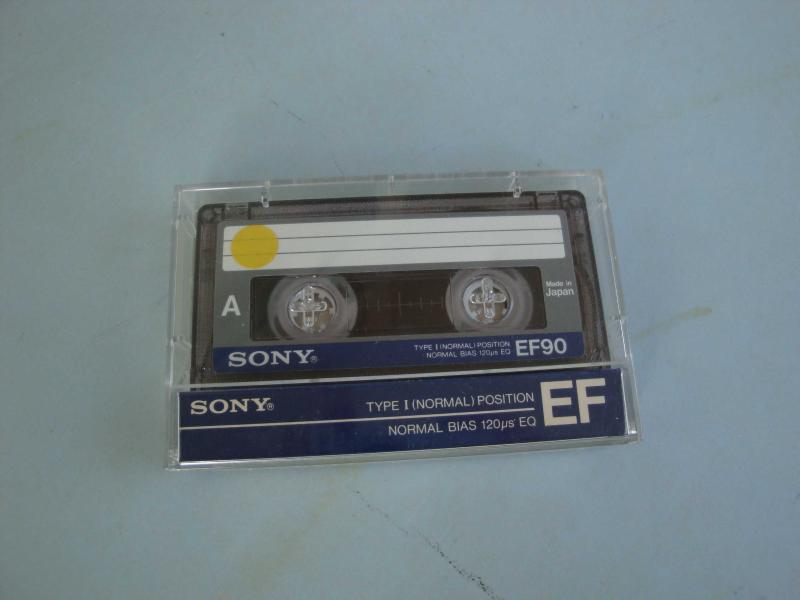 A
Made in
Japan
SONY®
TYPE I (NORMAL) POSITION
NORMAL BIAS 120µs EQ
EF90
SONY®
TYPE I (NORMAL) POSITION
NORMAL BIAS 120µs EQ
EF